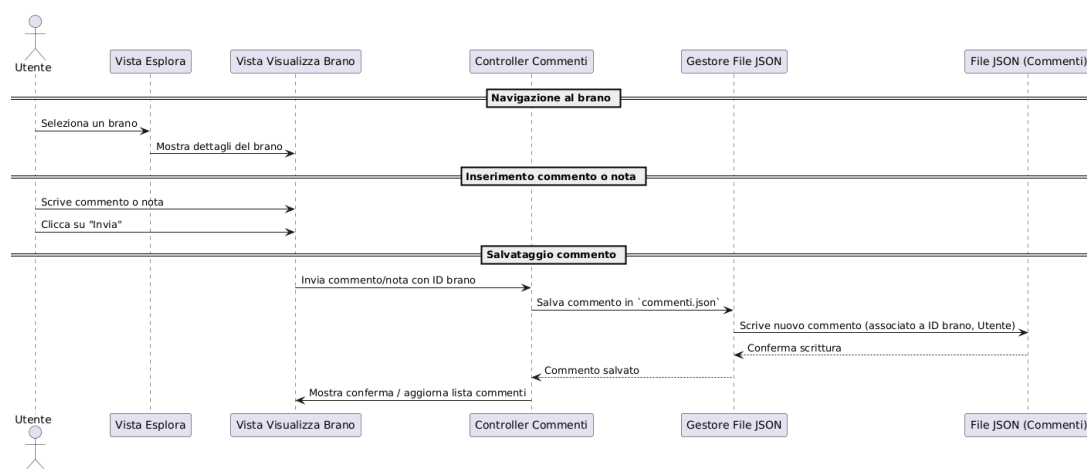 Utente
Vista Esplora
Vista Visualizza Brano
Controller Commenti
Gestore File JSON
File JSON (Commenti)
Navigazione al brano
Seleziona un brano
Mostra dettagli del brano
Inserimento commento o nota
Scrive commento o nota
Clicca su "Invia"
Salvataggio commento
Invia commento/nota con ID brano
Salva commento in `commenti.json`
Scrive nuovo commento (associato a ID brano, Utente)
Conferma scrittura
Commento salvato
Mostra conferma / aggiorna lista commenti
Utente
Vista Esplora
Vista Visualizza Brano
Controller Commenti
Gestore File JSON
File JSON (Commenti)